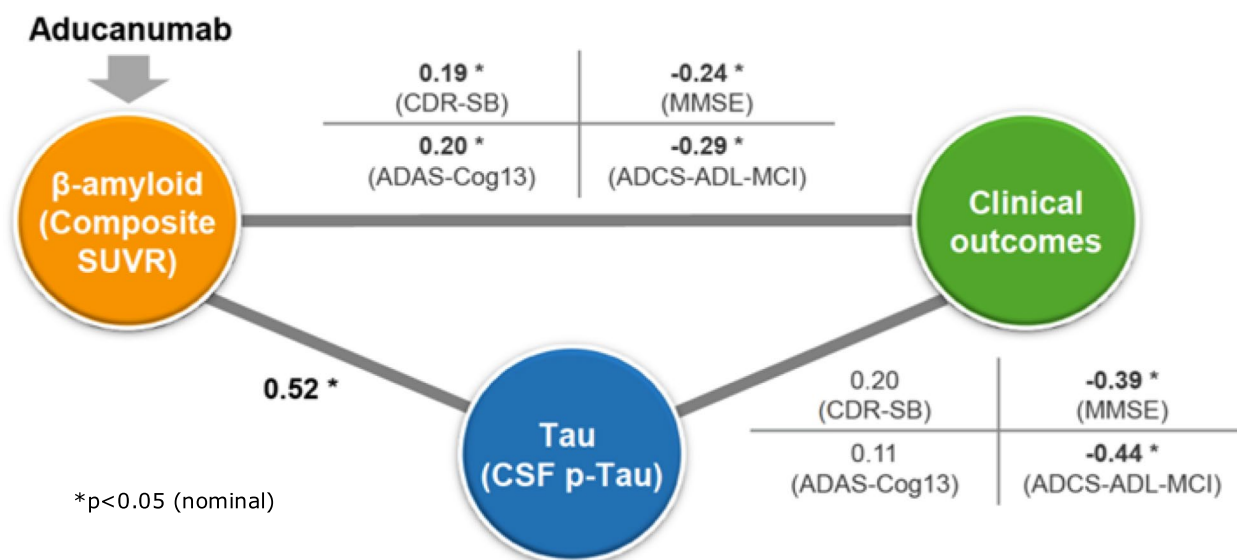 Aducanumab
0.19 *
(CDR-SB)
-0.24 *
(MMSE)
0.20 *
(ADAS-Cog13)
-0.29 *
(ADCS-ADL-MCI)
β-amyloid
(Composite
SUVR)
Clinical
outcomes
0.52 *
Tau
(CSF p-Tau)
0.20
(CDR-SB)
-0.39 *
(MMSE)
0.11
(ADAS-Cog13)
-0.44 *
(ADCS-ADL-MCI)
*p<0.05 (nominal)